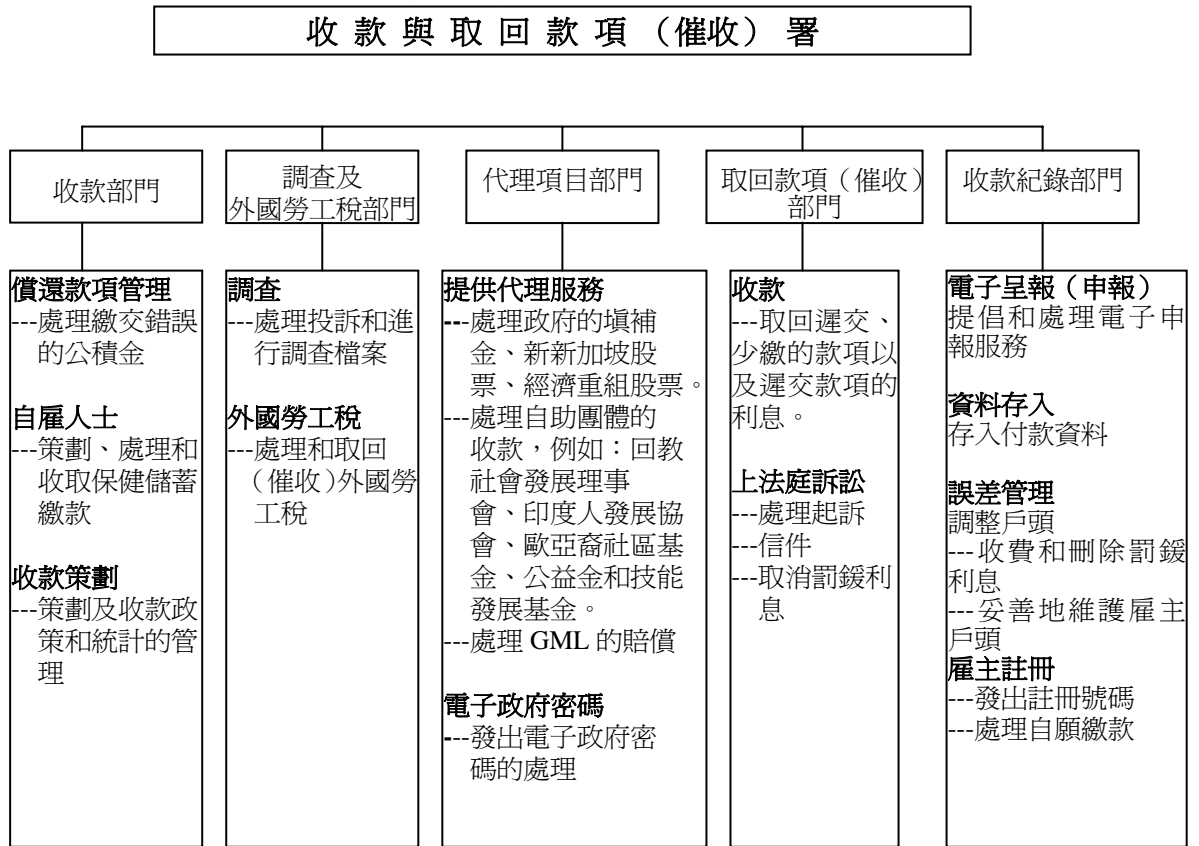 收款與取回款項（催收）署
收款部門
調查及
外國勞工稅部門
代理項目部門
取回款項（催收）
部門
收款紀錄部門
償還款項管理
---處理繳交錯誤
的公積金
自雇人士
---策劃、處理和
收取保健儲蓄
繳款
收款策劃
---策劃及收款政
策和統計的管
理
調查
---處理投訴和進
行調查檔案
外國勞工稅
---處理和取回
（催收）外國勞
工稅
提供代理服務
---處理政府的填補
金、新新加坡股
票、經濟重組股票。
---處理自助團體的
收款，例如：回教
社會發展理事
會、印度人發展協
會、歐亞裔社區基
金、公益金和技能
發展基金。
---處理 GML 的賠償
電子政府密碼
---發出電子政府密
碼的處理
收款
---取回遲交、
少繳的款項以
及遲交款項的
利息。
上法庭訴訟
---處理起訴
---信件
---取消罰鍰利
息
電子呈報（申報）
提倡和處理電子申
報服務
資料存入
存入付款資料
誤差管理
調整戶頭
---收費和刪除罰鍰
利息
---妥善地維護雇主
戶頭
雇主註冊
---發出註冊號碼
---處理自願繳款